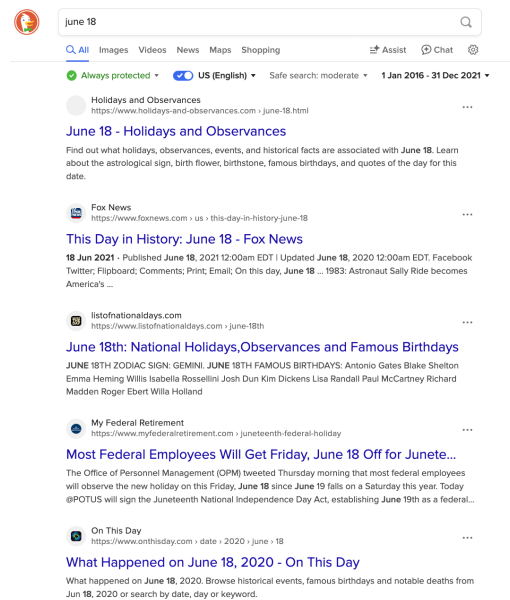 june 18
All Images Videos News Maps Shopping Assist Chat
Always protected US (English) Safe search: moderate 1 Jan 2016 - 31 Dec 2021
Holidays and Observances
https://www.holidays-and-observances.com › june-18.html
June 18 - Holidays and Observances
Find out what holidays, observances, events, and historical facts are associated with June 18. Learn
about the astrological sign, birth flower, birthstone, famous birthdays, and quotes of the day for this
date.
Fox News
https://www.foxnews.com › us › this-day-in-history-june-18
This Day in History: June 18 - Fox News
18 Jun 2021 · Published June 18, 2021 12:00am EDT | Updated June 18, 2020 12:00am EDT. Facebook
Twitter; Flipboard; Comments; Print; Email; On this day, June 18 ... 1983: Astronaut Sally Ride becomes
America's ...
listofnationaldays.com
https://www.listofnationaldays.com › june-18th
June 18th: National Holidays,Observances and Famous Birthdays
JUNE 18TH ZODIAC SIGN: GEMINI. JUNE 18TH FAMOUS BIRTHDAYS: Antonio Gates Blake Shelton
Emma Heming Willis Isabella Rossellini Josh Dun Kim Dickens Lisa Randall Paul McCartney Richard
Madden Roger Ebert Willa Holland
My Federal Retirement
https://www.myfederalretirement.com › juneteenth-federal-holiday
Most Federal Employees Will Get Friday, June 18 Off for Junete...
The Office of Personnel Management (OPM) tweeted Thursday morning that most federal employees
will observe the new holiday on this Friday, June 18 since June 19 falls on a Saturday this year. Today
@POTUS will sign the Juneteenth National Independence Day Act, establishing June 19th as a federal...
On This Day
https://www.onthisday.com › date › 2020 › june › 18
What Happened on June 18, 2020 - On This Day
What happened on June 18, 2020. Browse historical events, famous birthdays and notable deaths from
Jun 18, 2020 or search by date, day or keyword.